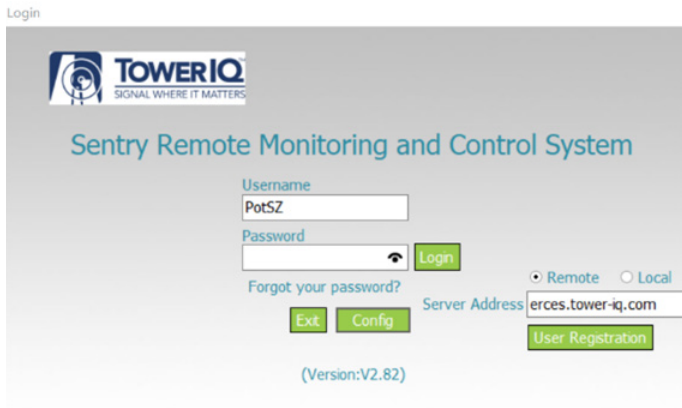 Login
TOWERIQ
SIGNAL WHERE IT MATTERS
Sentry Remote Monitoring and Control System
Username
PotSZ
Password
Login
Forgot your password?
Remote Local
Server Address erces.tower-iq.com
Exit Config
User Registration
(Version:V2.82)